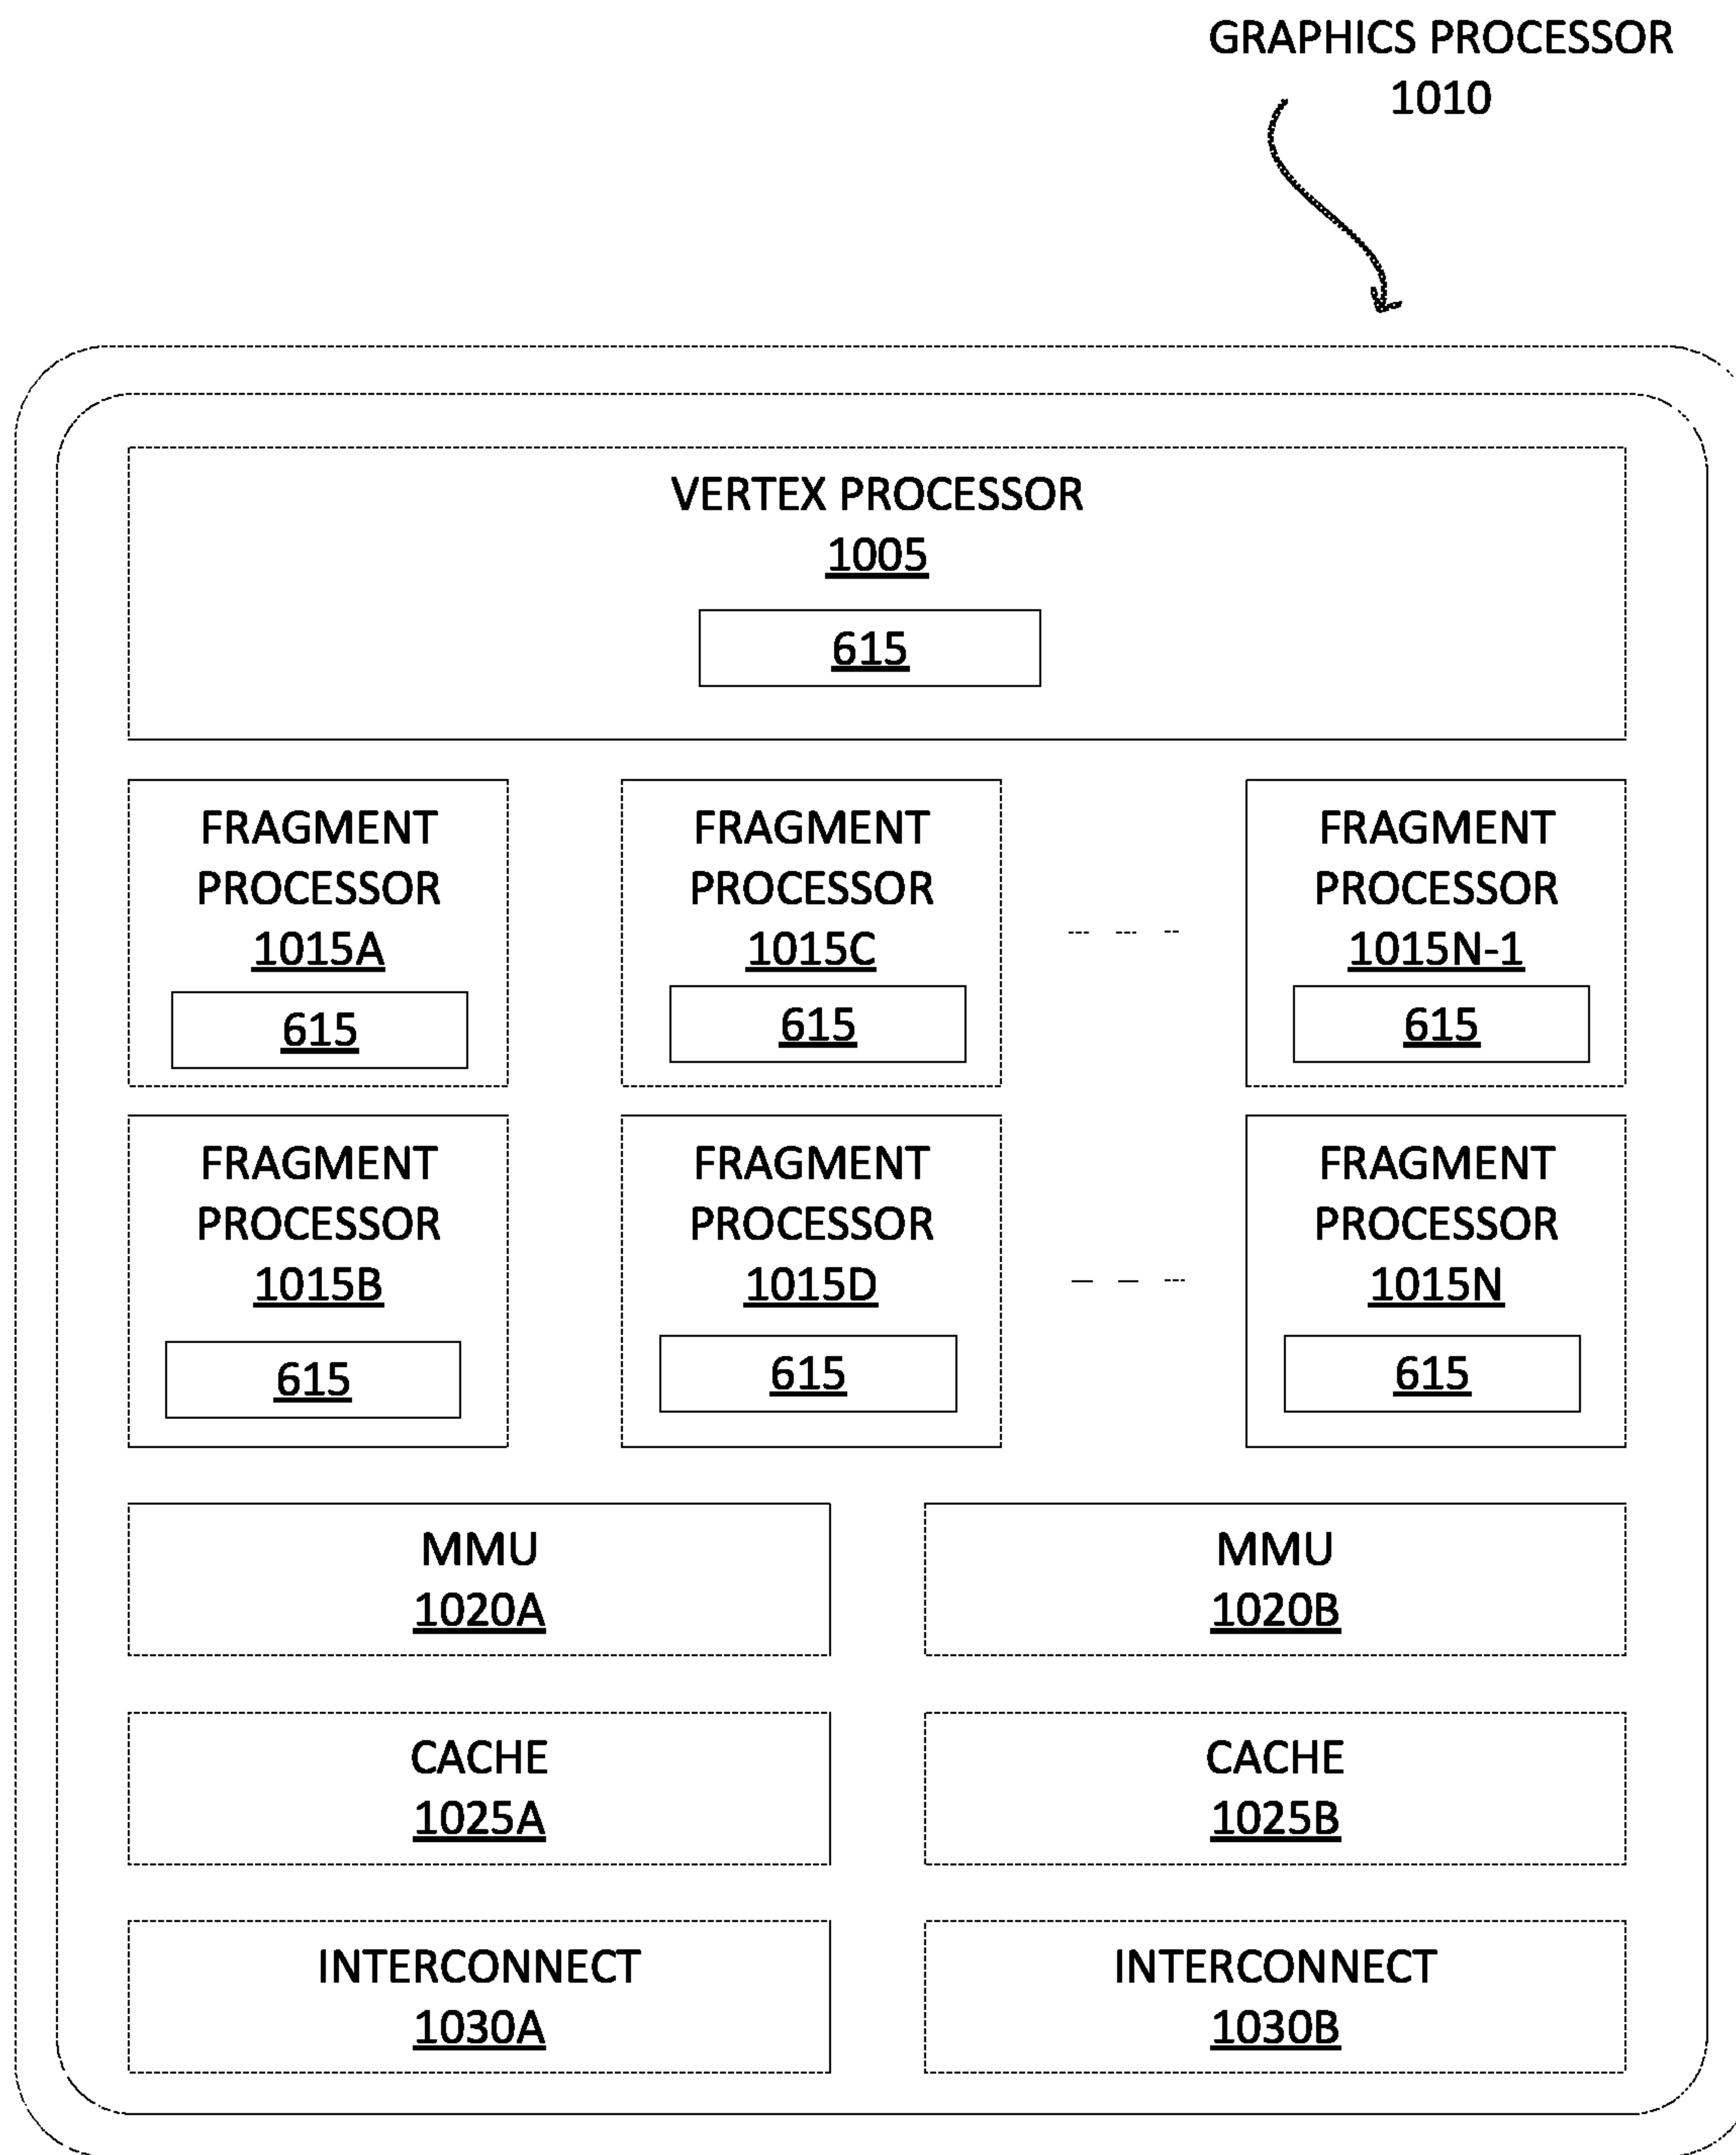 GRAPHICS PROCESSOR
1010
VERTEX PROCESSOR
1005
615
FRAGMENT
PROCESSOR
1015A
615
FRAGMENT
PROCESSOR
1015C
615
FRAGMENT
PROCESSOR
1015N-1
615
FRAGMENT
PROCESSOR
1015B
615
FRAGMENT
PROCESSOR
1015D
615
FRAGMENT
PROCESSOR
1015N
615
MMU
1020A
MMU
1020B
CACHE
1025A
CACHE
1025B
INTERCONNECT
1030A
INTERCONNECT
1030B